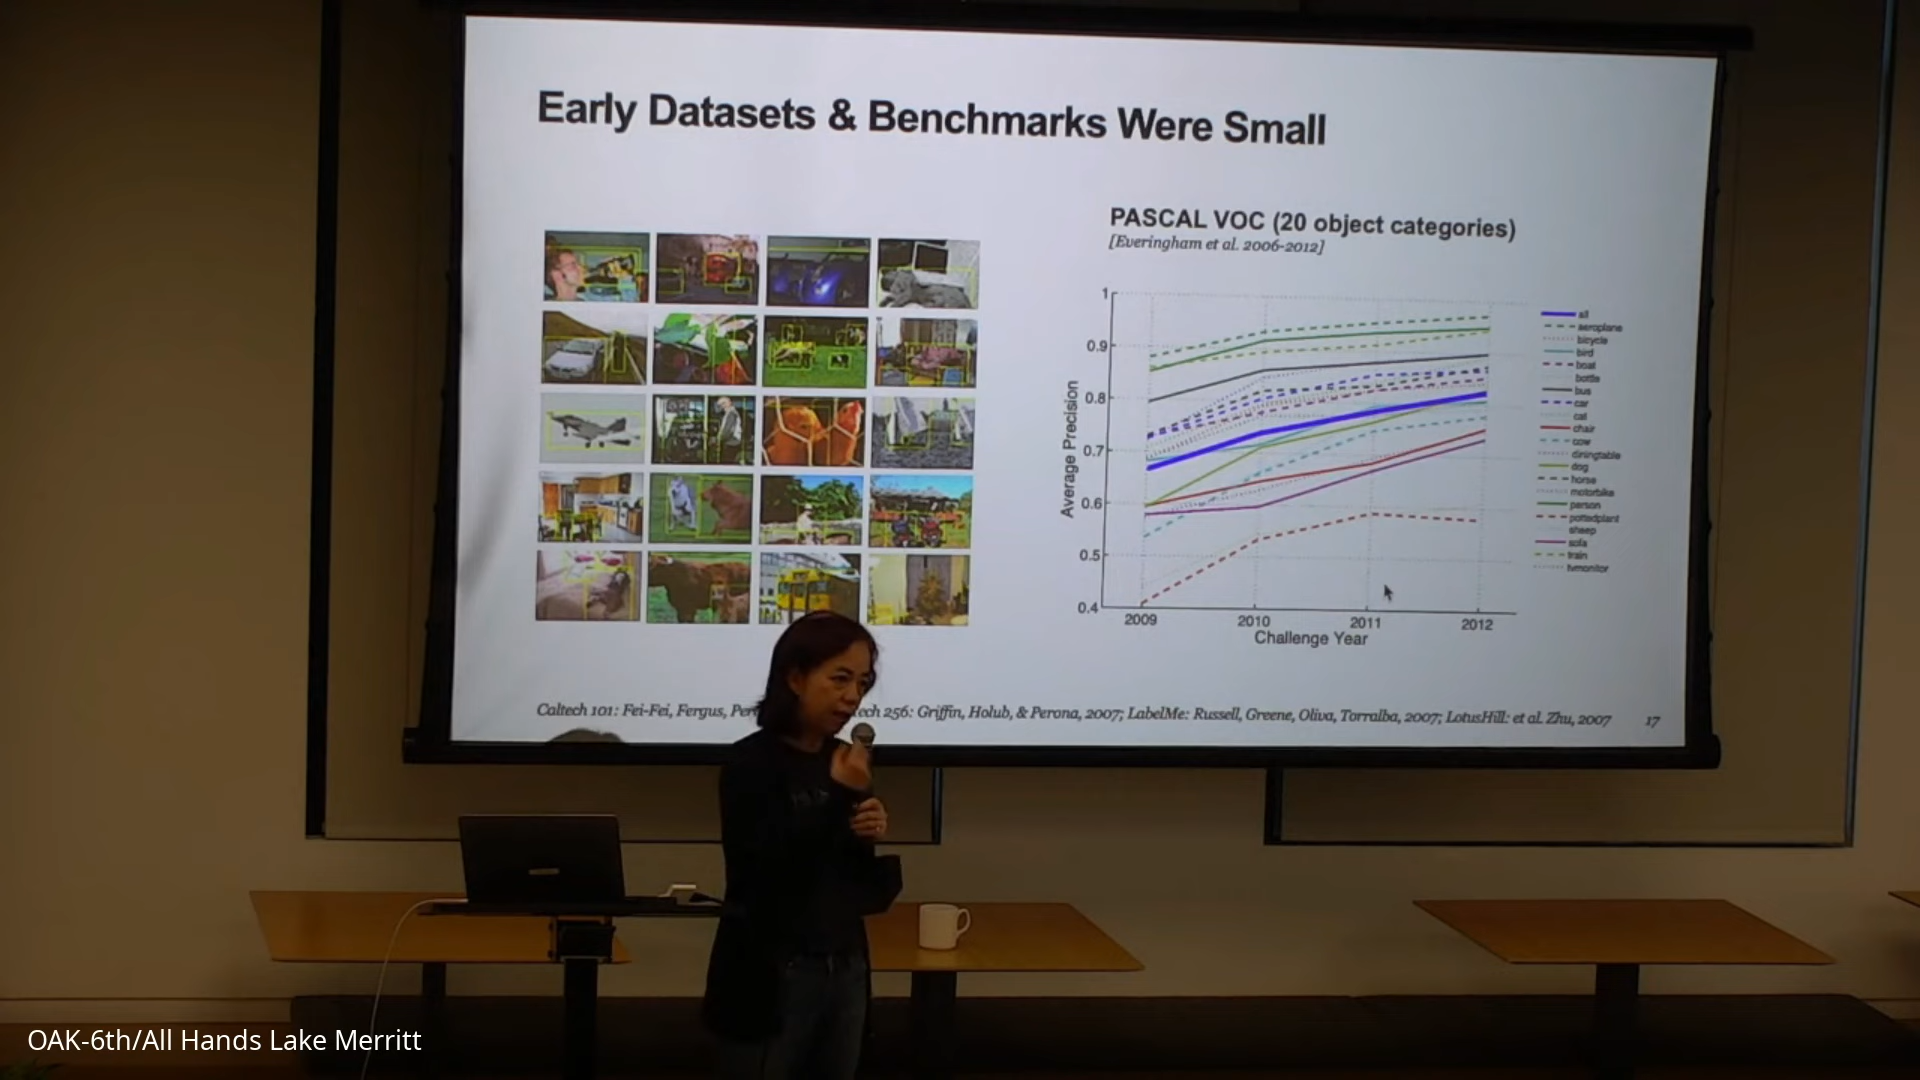 Early Datasets & Benchmarks Were Small
PASCAL VOC (20 object categories)
[Everingham et al. 2006-2012]
1
0.9
0.8
0.7
0.6
0.5
0.4
Average Precision
2009 2010 2011 2012
Challenge Year
all
aeroplane
bicycle
bird
boat
bottle
bus
car
cat
chair
cow
diningtable
dog
horse
motorbike
person
pottedplant
sheep
sofa
train
tvmonitor
Caltech 101: Fei-Fei, Fergus, 256: Griffin, Holub, & Perona, 2007; LabelMe: Russell, Greene, Oliva, Torralba, 2007; LotusHill: et al. Zhu, 2007
17
OAK-6th/All Hands Lake Merritt